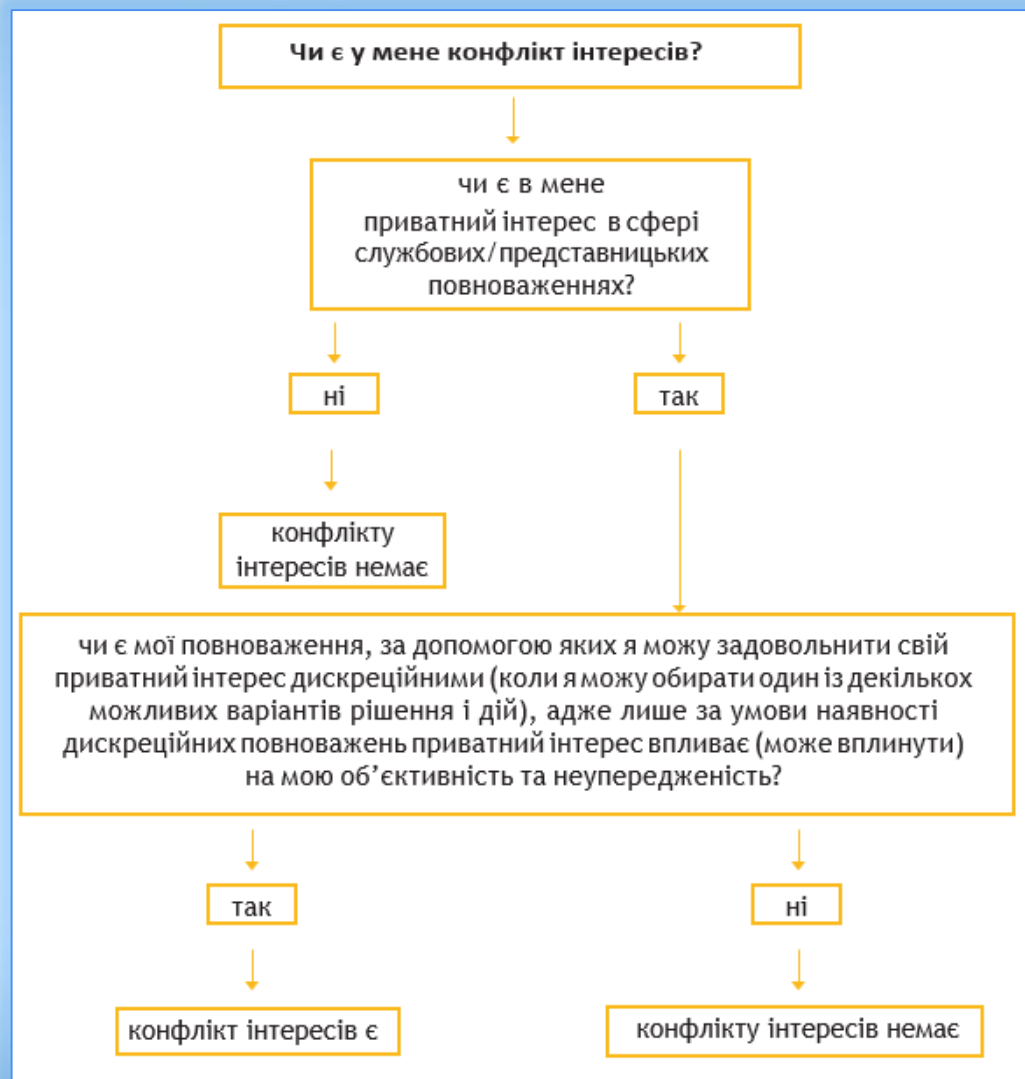 Чи є у мене конфлікт інтересів?
чи є в мене
приватний інтерес в сфері
службових/представницьких
повноваженнях?
ні
так
конфлікту
інтересів немає
чи є мої повноваження, за допомогою яких я можу задовольнити свій
приватний інтерес дискреційними (коли я можу обирати один із декількох
можливих варіантів рішення і дій), адже лише за умови наявності
дискреційних повноважень приватний інтерес впливає (може вплинути)
на мою об’єктивність та неупередженість?
так
ні
конфлікт інтересів є
конфлікту інтересів немає